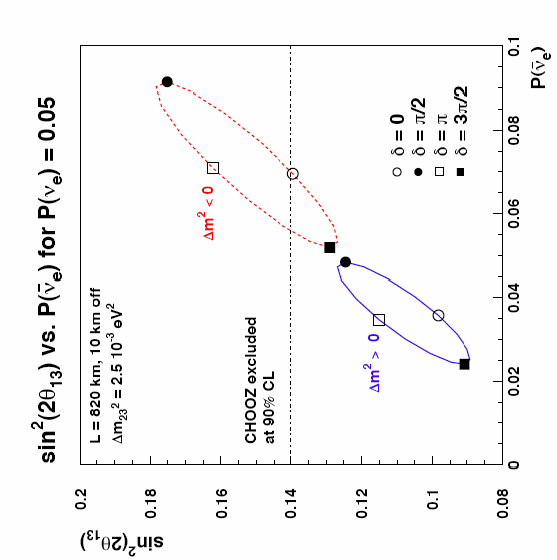 sin²(2θ₁₃) vs. P(ν̄ₑ) for P(νₑ) = 0.05
L = 820 km, 10 km off
Δm₂₃² = 2.5 10⁻³ eV²
CHOOZ excluded
at 90% CL
Δm² < 0
Δm² > 0
δ = 0
δ = π/2
δ = π
δ = 3π/2
sin²(2θ₁₃)
0.2
0.18
0.16
0.14
0.12
0.1
0.08
0
0.02
0.04
0.06
0.08
0.1
P(ν̄ₑ)